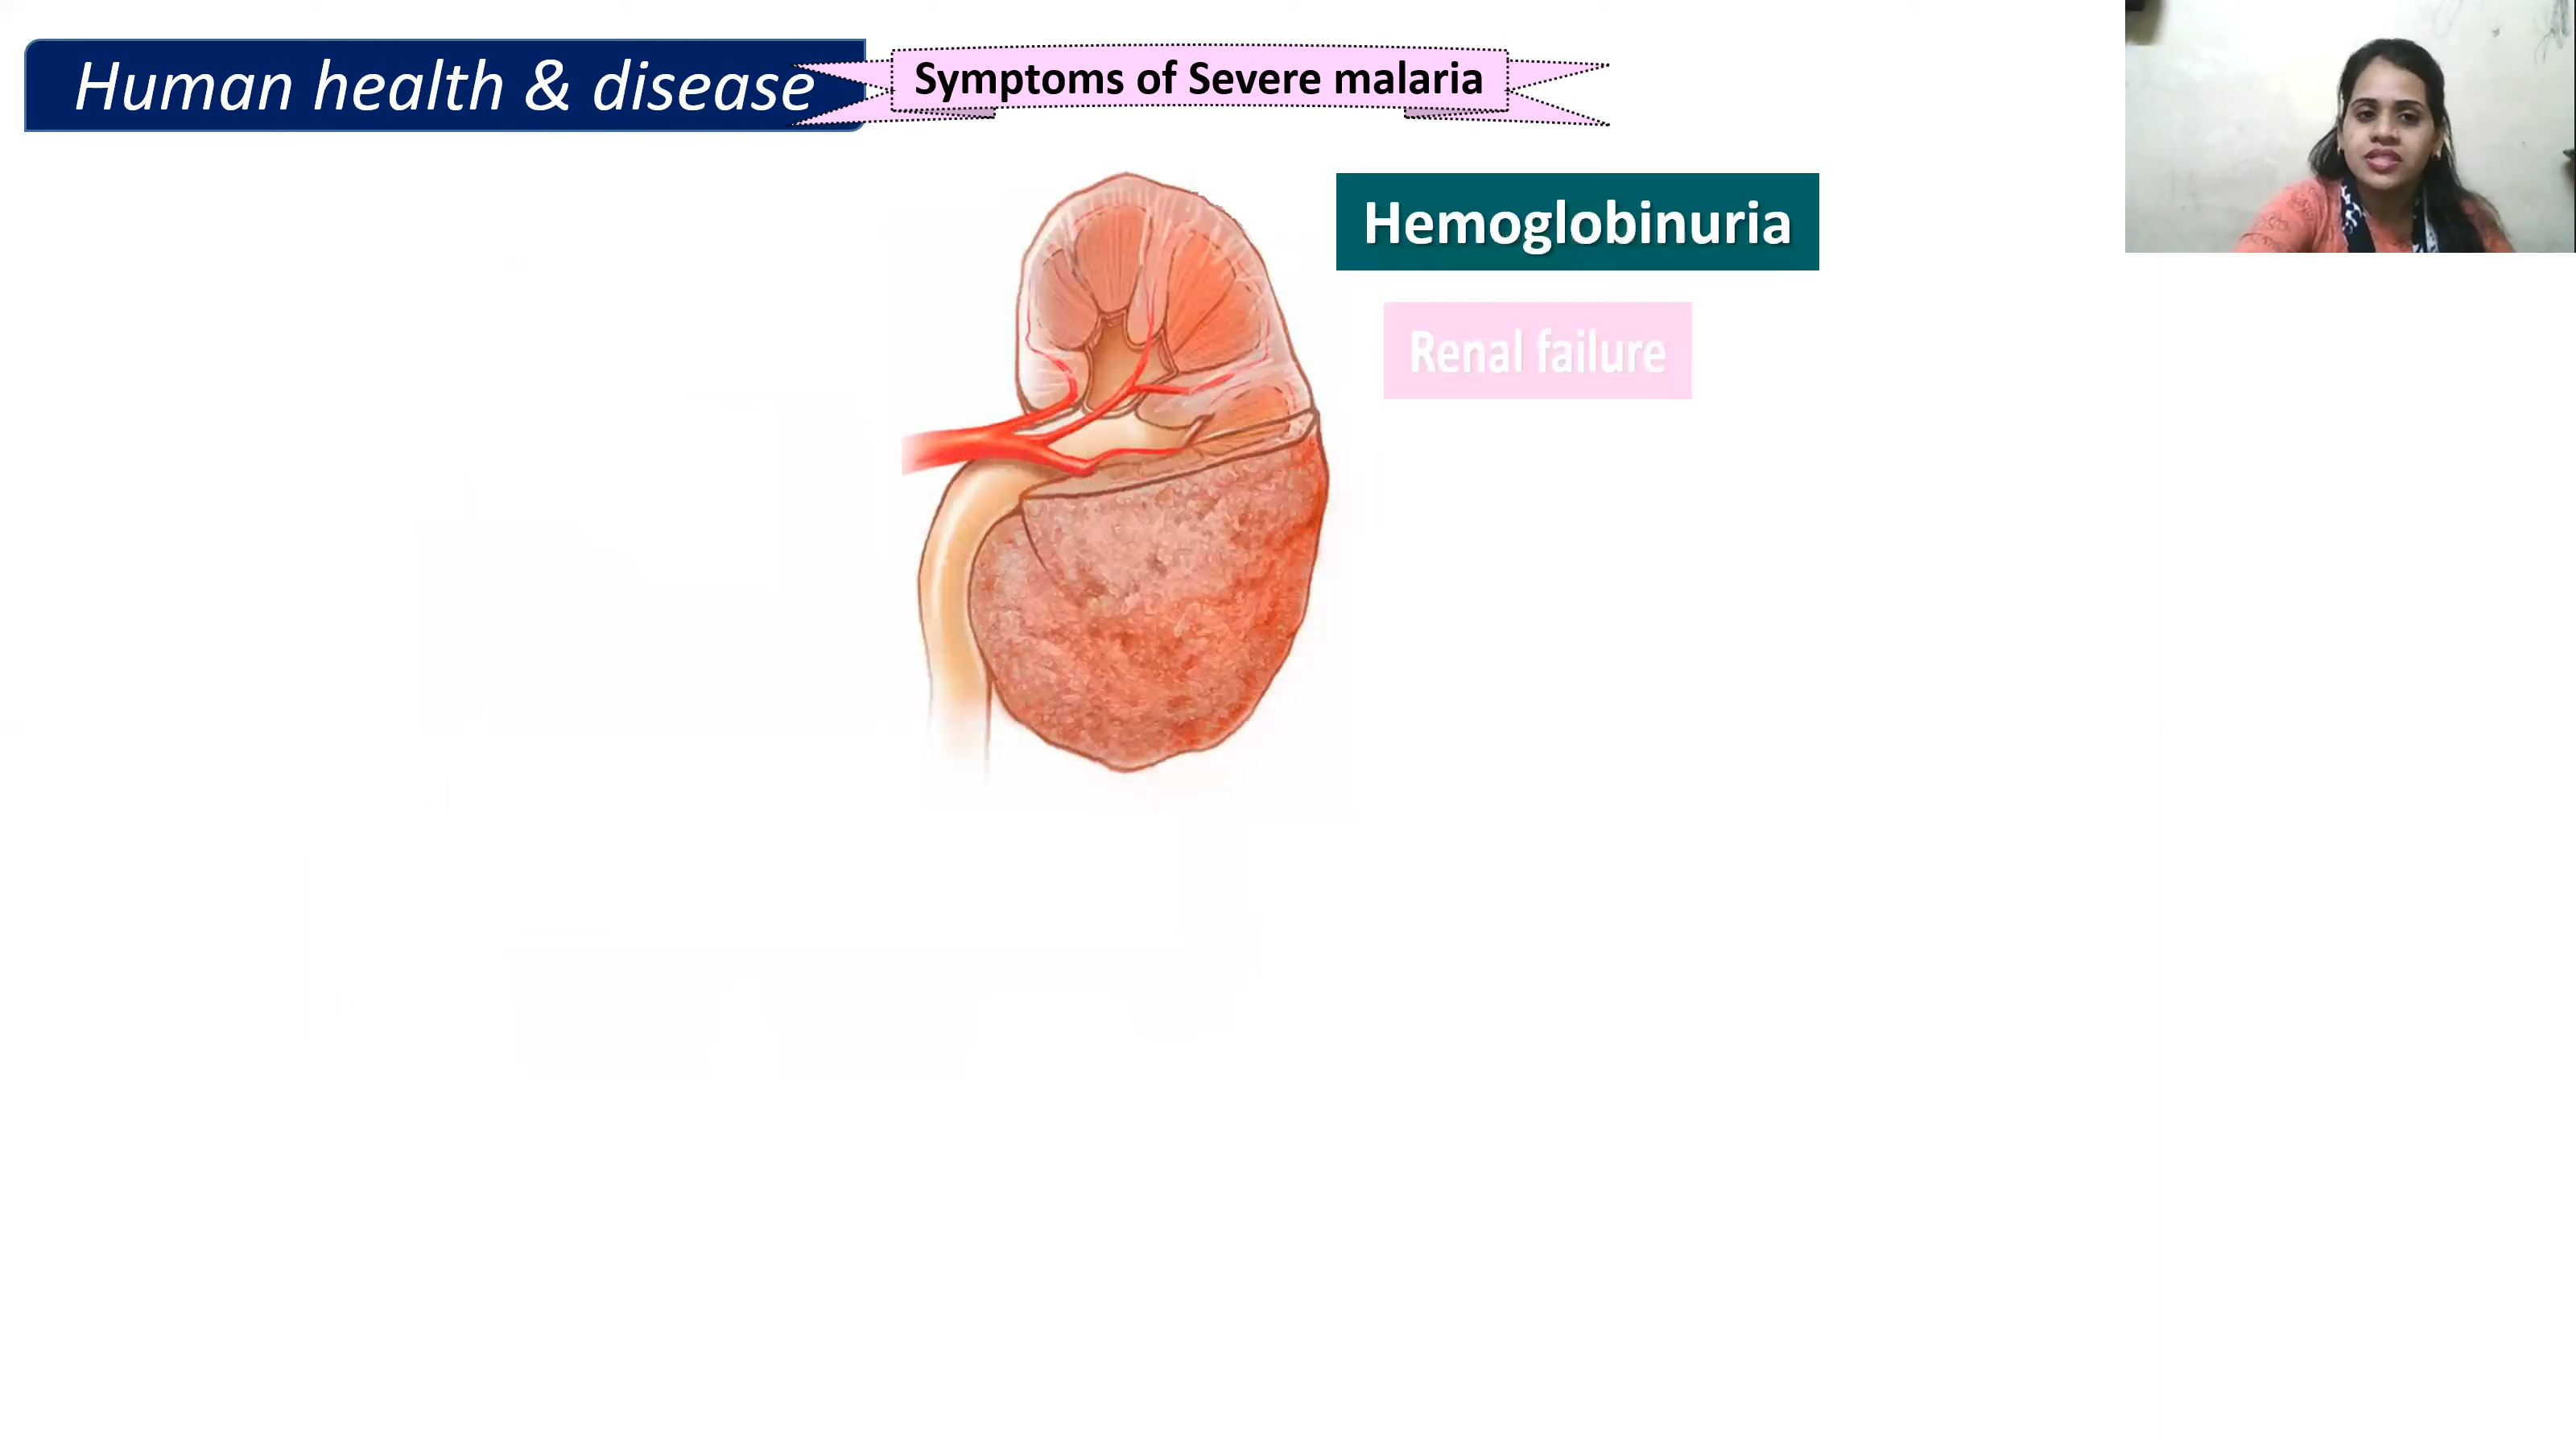 Human health & disease
Symptoms of Severe malaria
Hemoglobinuria
Renal failure